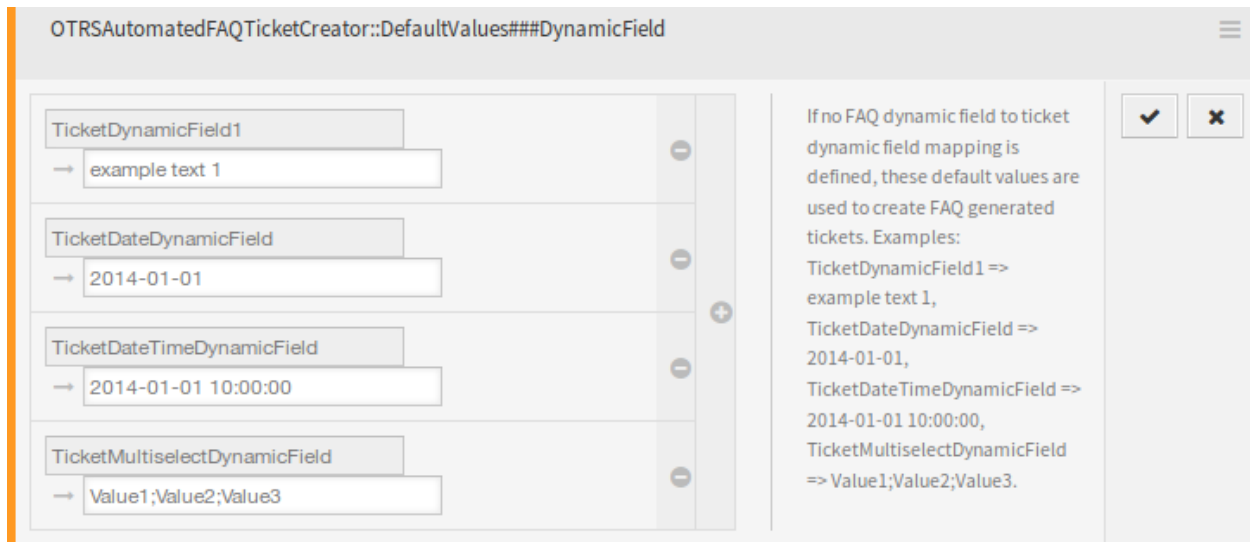 OTRSAutomatedFAQTicketCreator::DefaultValues###DynamicField
TicketDynamicField1
example text 1
TicketDateDynamicField
2014-01-01
TicketDateTimeDynamicField
2014-01-01 10:00:00
TicketMultiselectDynamicField
Value1;Value2;Value3
If no FAQ dynamic field to ticket
dynamic field mapping is
defined, these default values are
used to create FAQ generated
tickets. Examples:
TicketDynamicField1 =>
example text 1,
TicketDateDynamicField =>
2014-01-01,
TicketDateTimeDynamicField =>
2014-01-01 10:00:00,
TicketMultiselectDynamicField
=> Value1;Value2;Value3.